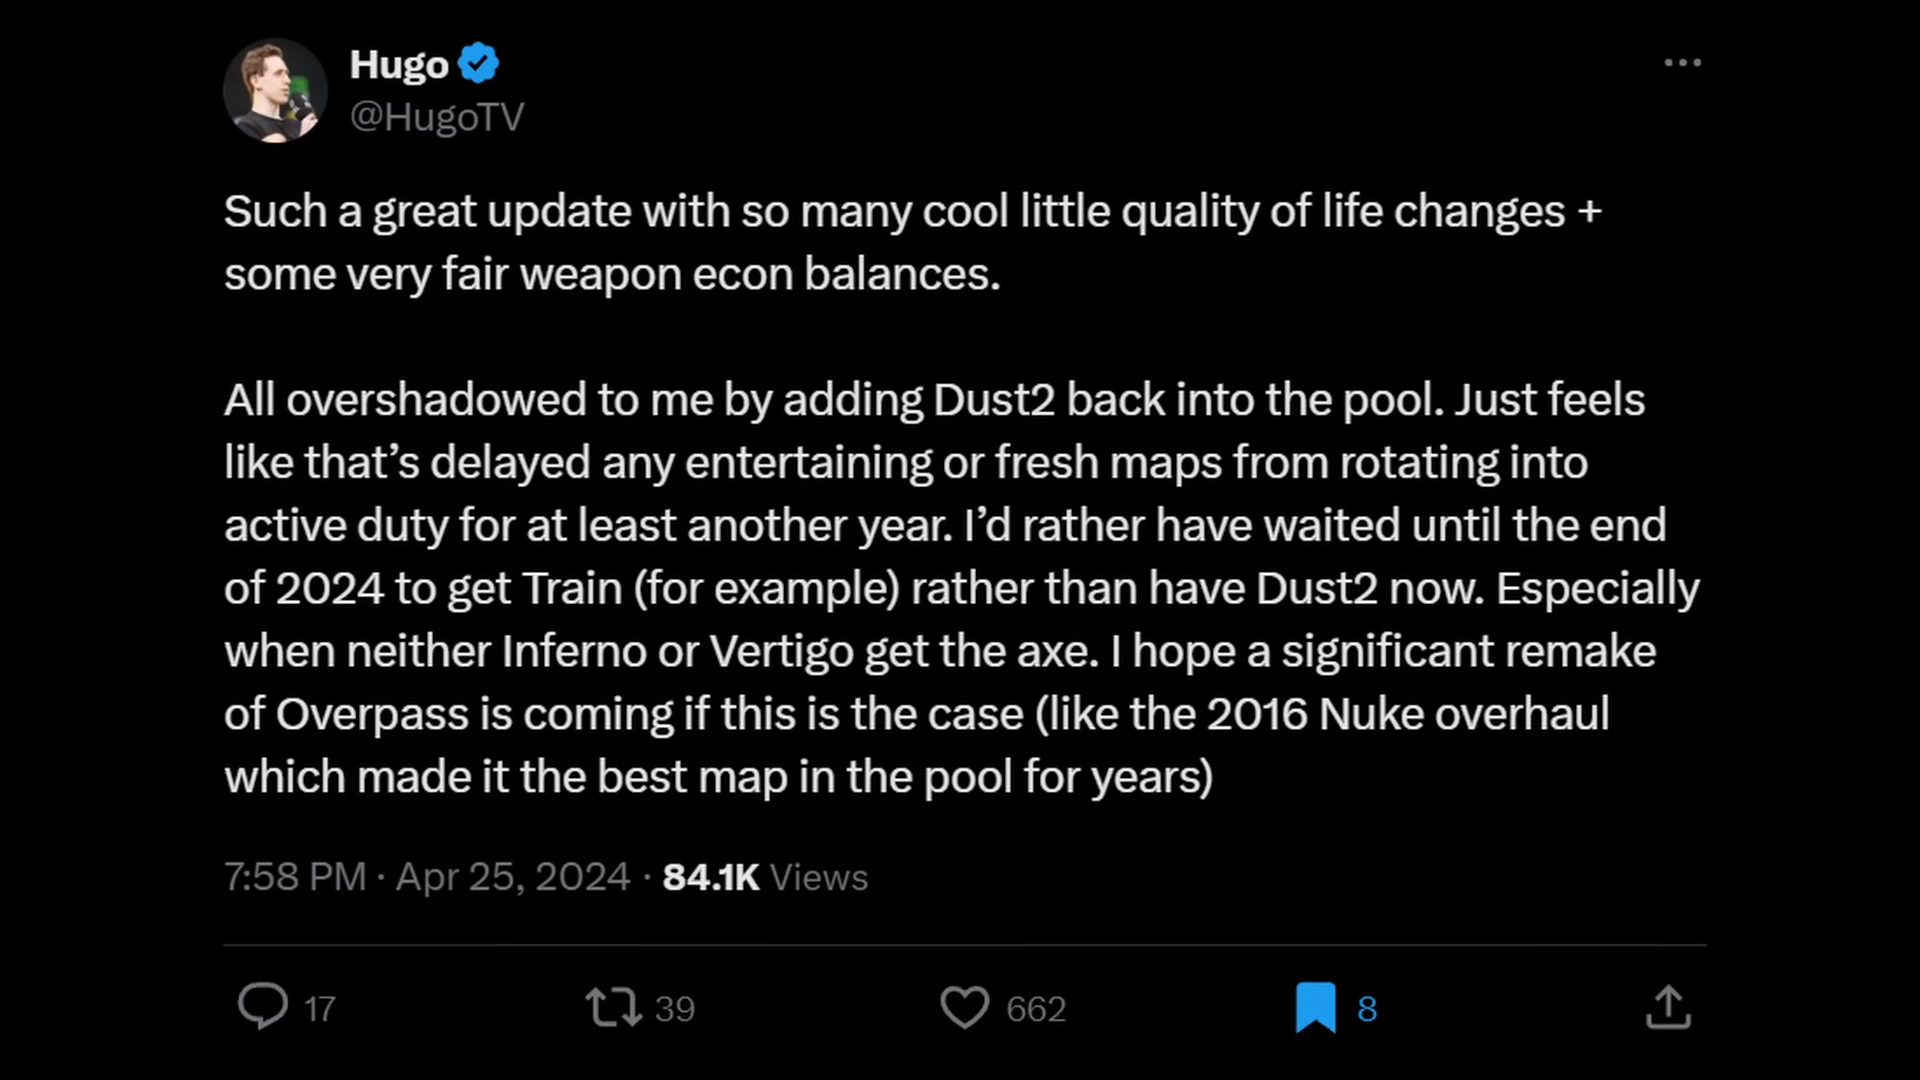 Hugo
@HugoTV
Such a great update with so many cool little quality of life changes +
some very fair weapon econ balances.
All overshadowed to me by adding Dust2 back into the pool. Just feels
like that’s delayed any entertaining or fresh maps from rotating into
active duty for at least another year. I’d rather have waited until the end
of 2024 to get Train (for example) rather than have Dust2 now. Especially
when neither Inferno or Vertigo get the axe. I hope a significant remake
of Overpass is coming if this is the case (like the 2016 Nuke overhaul
which made it the best map in the pool for years)
7:58 PM · Apr 25, 2024 · 84.1K Views
17 39 662 8